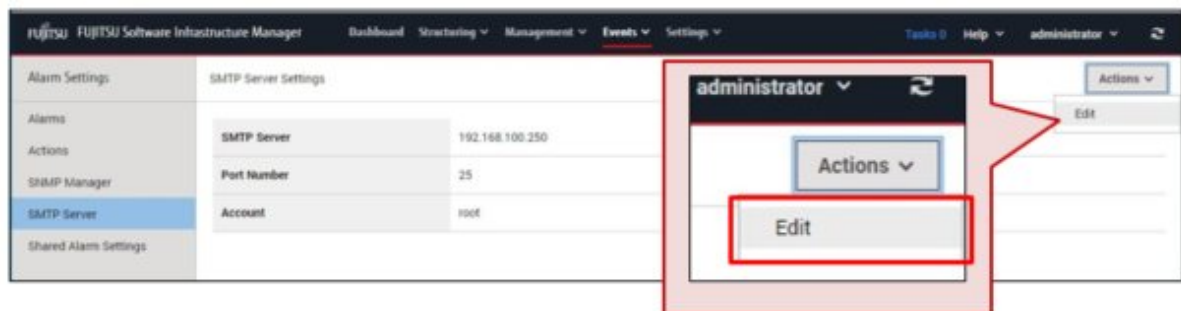 FUJITSU FUJITSU Software Infrastructure Manager Dashboard Structuring Management Events Settings Tasks 0 Help administrator
Alarm Settings
SMTP Server Settings
Actions
Edit
Alarms
Actions
SNMP Manager
SMTP Server
Shared Alarm Settings
SMTP Server 192.168.100.250
Port Number 25
Account root
administrator
Actions
Edit